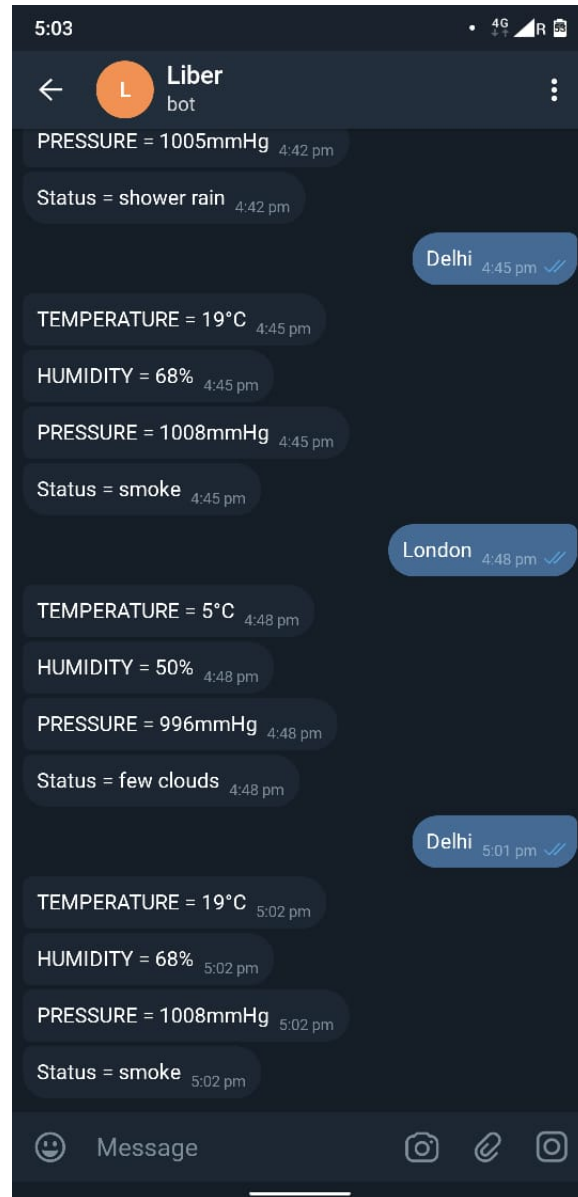 5:03
4G R 53
L
Liber
bot
PRESSURE = 1005mmHg 4:42 pm
Status = shower rain 4:42 pm
Delhi 4:45 pm
TEMPERATURE = 19°C 4:45 pm
HUMIDITY = 68% 4:45 pm
PRESSURE = 1008mmHg 4:45 pm
Status = smoke 4:45 pm
London 4:48 pm
TEMPERATURE = 5°C 4:48 pm
HUMIDITY = 50% 4:48 pm
PRESSURE = 996mmHg 4:48 pm
Status = few clouds 4:48 pm
Delhi 5:01 pm
TEMPERATURE = 19°C 5:02 pm
HUMIDITY = 68% 5:02 pm
PRESSURE = 1008mmHg 5:02 pm
Status = smoke 5:02 pm
Message